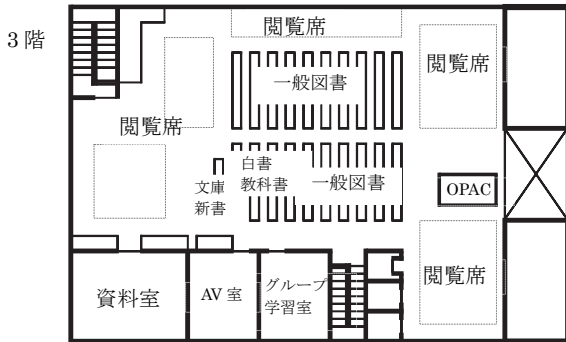 3階
閲覧席
閲覧席
一般図書
閲覧席
白書
教科書
一般図書
文庫
新書
OPAC
閲覧席
資料室
AV室
グループ
学習室